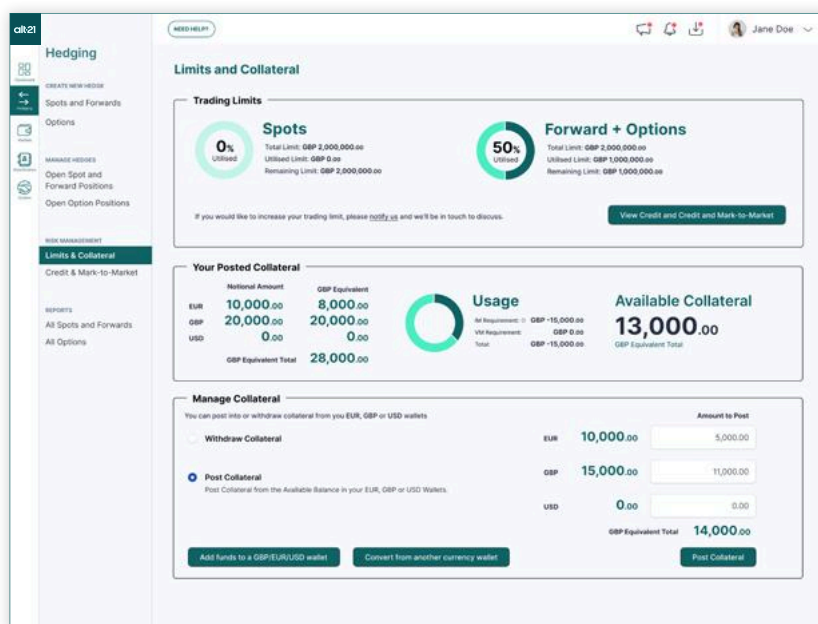 alt21
NEED HELP?
Jane Doe
Hedging
CREATE NEW HEDGE
Spots and Forwards
Options
MANAGE HEDGES
Open Spot and
Forward Positions
Open Option Positions
RISK MANAGEMENT
Limits & Collateral
Credit & Mark-to-Market
REPORTS
All Spots and Forwards
All Options
Limits and Collateral
Trading Limits
0%
Utilised
Spots
Total Limit: GBP 2,000,000.00
Utilised Limit: GBP 0.00
Remaining Limit: GBP 2,000,000.00
50%
Utilised
Forward + Options
Total Limit: GBP 2,000,000.00
Utilised Limit: GBP 1,000,000.00
Remaining Limit: GBP 1,000,000.00
If you would like to increase your trading limit, please notify us and we'll be in touch to discuss.
View Credit and Credit and Mark-to-Market
Your Posted Collateral
Notional Amount GBP Equivalent
EUR 10,000.00 8,000.00
GBP 20,000.00 20,000.00
USD 0.00 0.00
GBP Equivalent Total 28,000.00
Usage
IM Requirement: GBP -15,000.00
VM Requirement: GBP 0.00
Total: GBP -15,000.00
Available Collateral
13,000.00
GBP Equivalent Total
Manage Collateral
You can post into or withdraw collateral from you EUR, GBP or USD wallets
Amount to Post
Withdraw Collateral
Post Collateral
Post Collateral from the Available Balance in your EUR, GBP or USD Wallets.
EUR 10,000.00 5,000.00
GBP 15,000.00 11,000.00
USD 0.00 0.00
GBP Equivalent Total 14,000.00
Add funds to a GBP/EUR/USD wallet
Convert from another currency wallet
Post Collateral